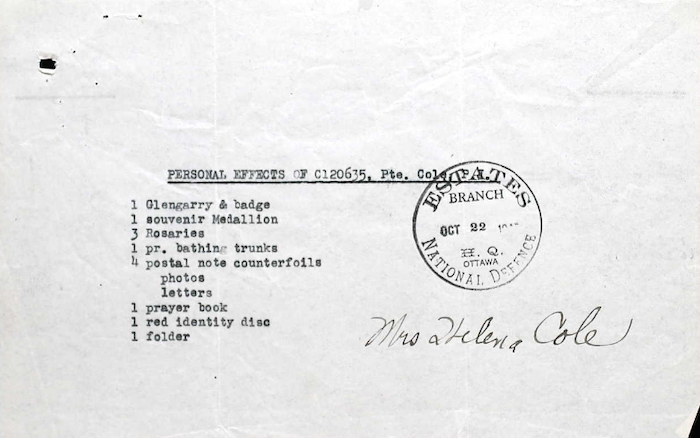 PERSONAL EFFECTS OF C120635, Pte. Cole,
1 Glengarry & badge
1 souvenir Medallion
3 Rosaries
1 pr. bathing trunks
4 postal note counterfoils
photos
letters
1 prayer book
1 red identity disc
1 folder
ESTATES
BRANCH
OCT 22
H. Q.
OTTAWA
NATIONAL DEFENCE
Mrs Helena Cole